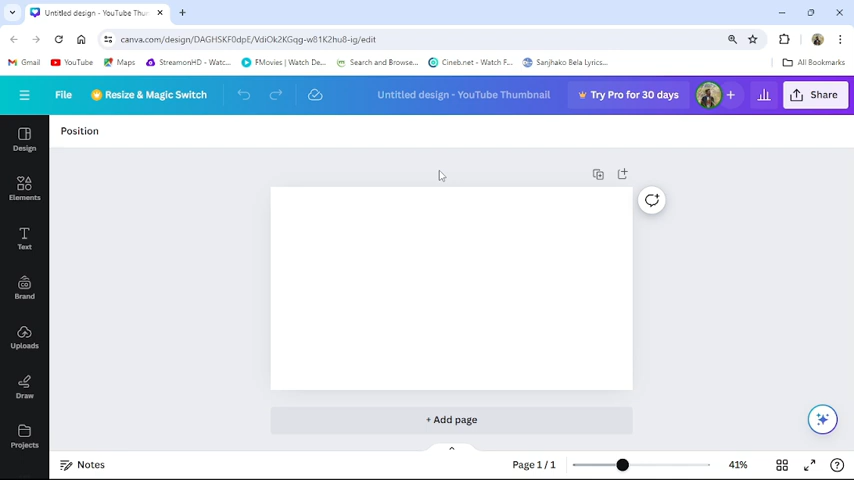 Untitled design - YouTube Thun
canva.com/design/DAGHSKF0dpE/VdiOk2KGqg-w81K2hu8-ig/edit
Gmail
YouTube
Maps
StreamonHD - Watc...
FMovies | Watch De...
Search and Browse...
Cineb.net - Watch F...
Sanjhako Bela Lyrics...
All Bookmarks
File
Resize & Magic Switch
Untitled design - YouTube Thumbnail
Try Pro for 30 days
Share
Position
Design
Elements
Text
Brand
Uploads
Draw
Projects
+ Add page
Notes
Page 1 / 1
41%